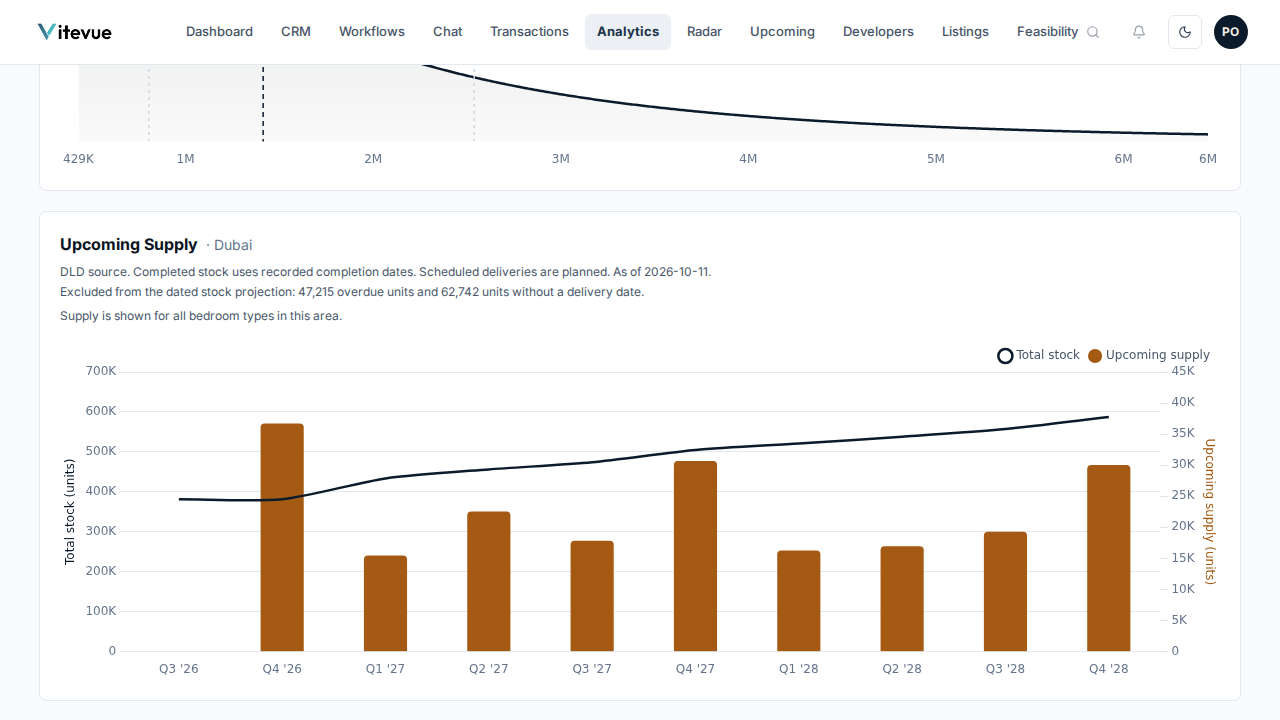 Vitevue
Dashboard CRM Workflows Chat Transactions Analytics Radar Upcoming Developers Listings Feasibility PO
429K 1M 2M 3M 4M 5M 6M 6M
Upcoming Supply · Dubai
DLD source. Completed stock uses recorded completion dates. Scheduled deliveries are planned. As of 2026-10-11.
Excluded from the dated stock projection: 47,215 overdue units and 62,742 units without a delivery date.
Supply is shown for all bedroom types in this area.
Total stock Upcoming supply
700K 45K
40K
600K
35K
500K
30K
400K 25K
20K
300K
15K
200K
10K
100K
5K
0 0
Total stock (units)
Upcoming supply (units)
Q3 '26 Q4 '26 Q1 '27 Q2 '27 Q3 '27 Q4 '27 Q1 '28 Q2 '28 Q3 '28 Q4 '28